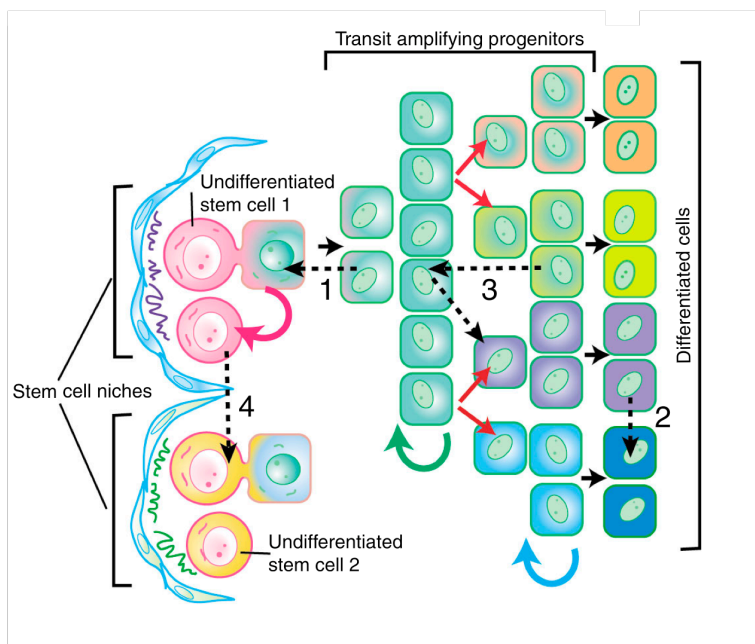 Transit amplifying progenitors
Undifferentiated
stem cell 1
1
3
Differentiated cells
Stem cell niches
4
2
Undifferentiated
stem cell 2